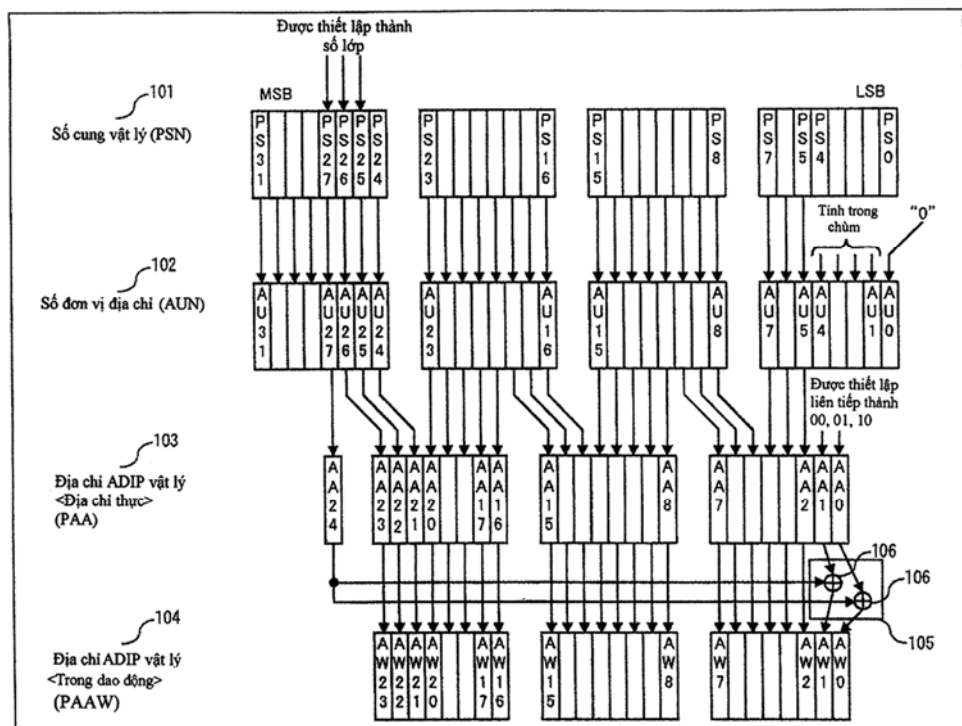 Được thiết lập thành
số lớp
101
MSB
LSB
Số cung vật lý (PSN)
PS31 PS27 PS26 PS25 PS24 PS23 PS16 PS15 PS8 PS7 PS5 PS4 PS0
Tính trong
chùm
“0”
102
Số đơn vị địa chỉ (AUN)
AU31 AU27 AU26 AU25 AU24 AU23 AU16 AU15 AU8 AU7 AU5 AU4 AU1 AU0
Được thiết lập
liên tiếp thành
00, 01, 10
103
Địa chỉ ADIP vật lý
<Địa chỉ thực>
(PAA)
AA24 AA23 AA22 AA21 AA20 AA17 AA16 AA15 AA8 AA7 AA2 AA1 AA0
106
106
105
104
Địa chỉ ADIP vật lý
<Trong dao động>
(PAAW)
AW23 AW22 AW21 AW20 AW17 AW16 AW15 AW8 AW7 AW2 AW1 AW0